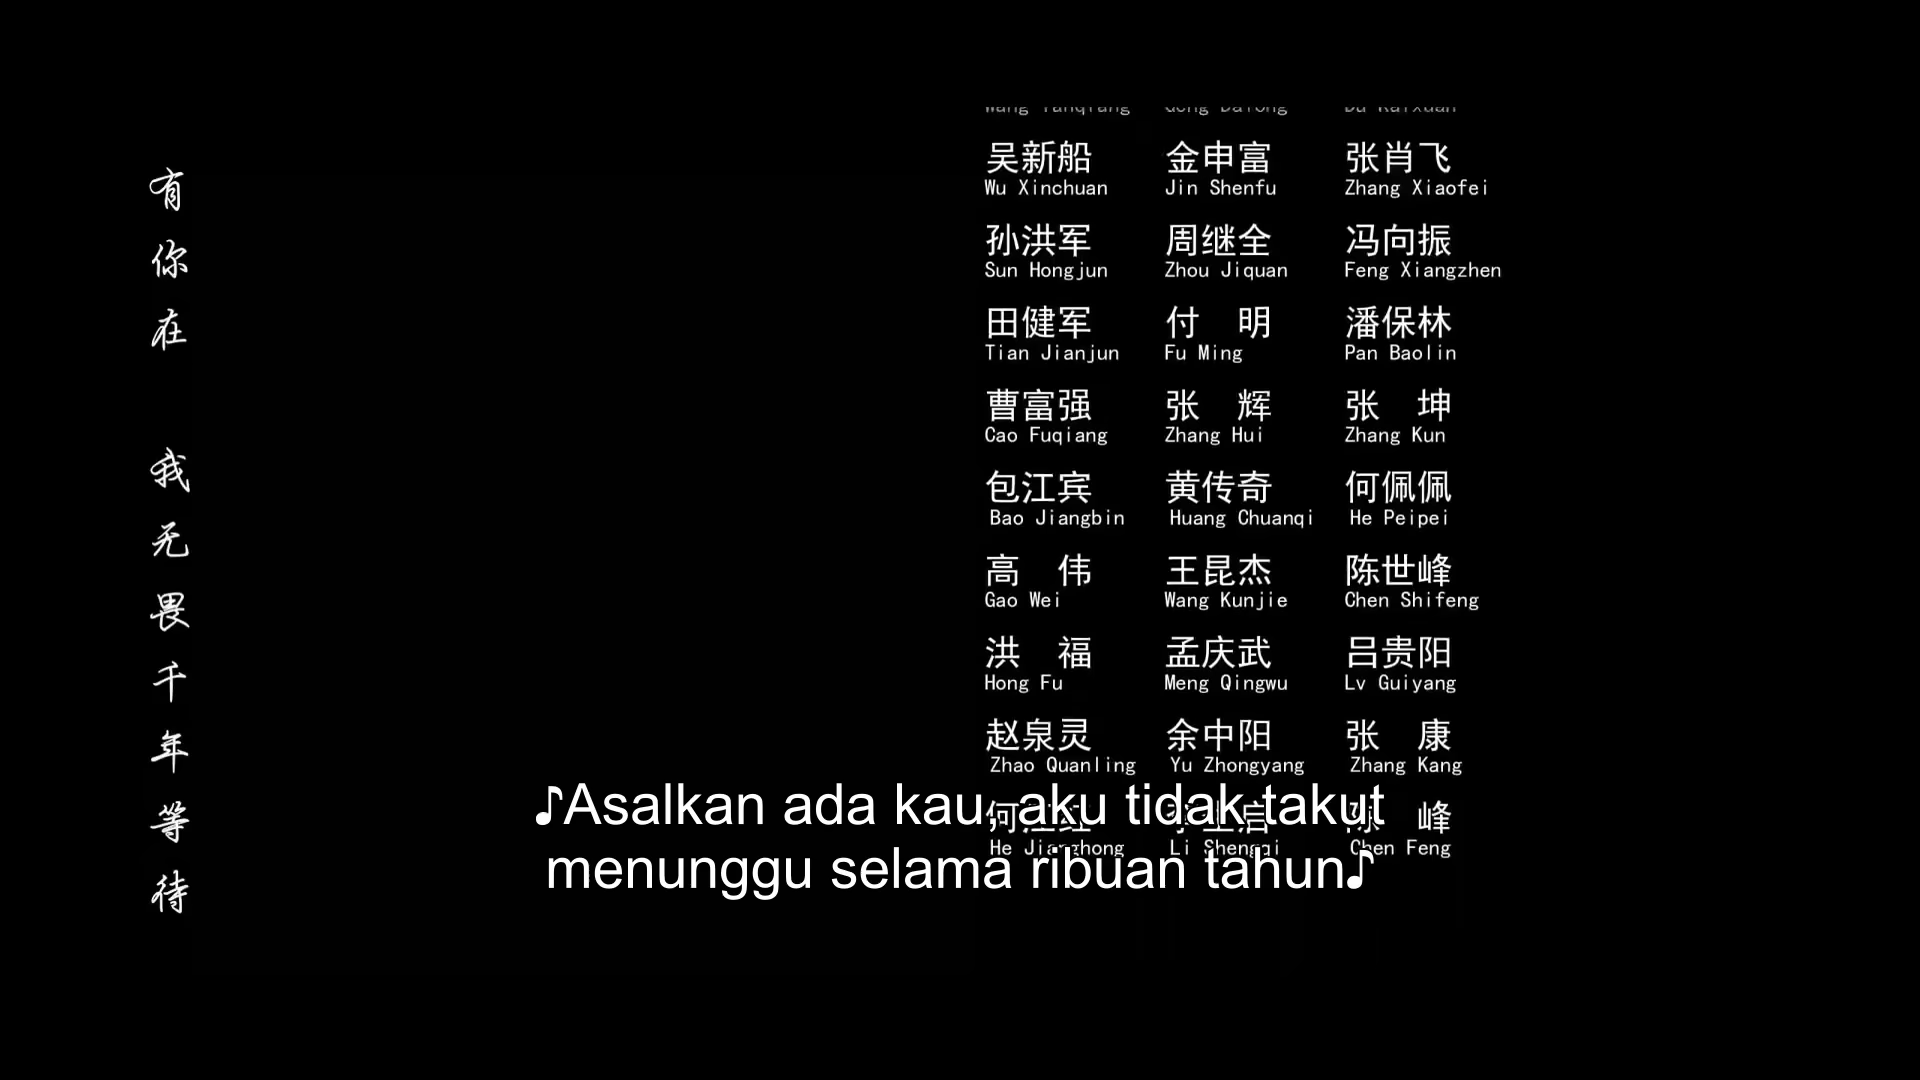 有你在 我无畏千年等待
吴新船 金申富 张肖飞
Wu Xinchuan Jin Shenfu Zhang Xiaofei
孙洪军 周继全 冯向振
Sun Hongjun Zhou Jiquan Feng Xiangzhen
田健军 付 明 潘保林
Tian Jianjun Fu Ming Pan Baolin
曹富强 张 辉 张 坤
Cao Fuqiang Zhang Hui Zhang Kun
包江宾 黄传奇 何佩佩
Bao Jiangbin Huang Chuanqi He Peipei
高 伟 王昆杰 陈世峰
Gao Wei Wang Kunjie Chen Shifeng
洪 福 孟庆武 吕贵阳
Hong Fu Meng Qingwu Lv Guiyang
赵泉灵 余中阳 张 康
Zhao Quanling Yu Zhongyang Zhang Kang
陈 峰
He Jianghong Li Shengqi Chen Feng
♪Asalkan ada kau, aku tidak takut
menunggu selama ribuan tahun♪